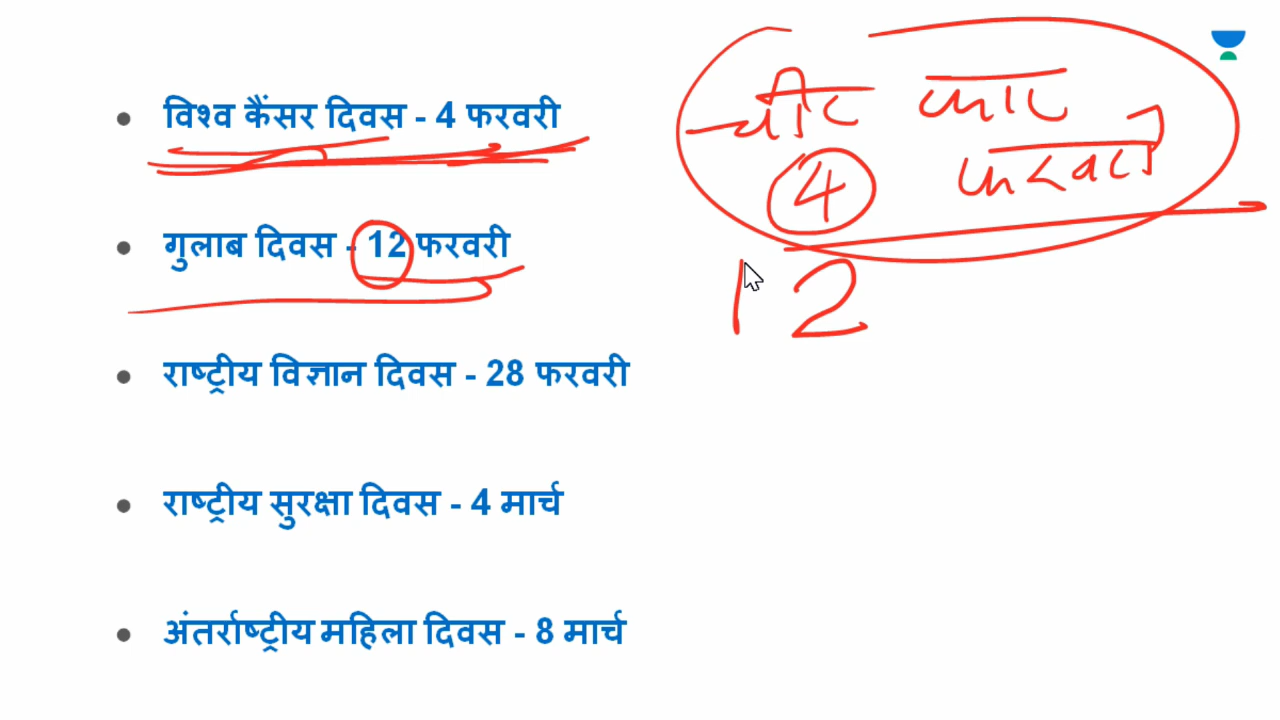 • विश्व कैंसर दिवस - 4 फरवरी
• गुलाब दिवस - 12 फरवरी
• राष्ट्रीय विज्ञान दिवस - 28 फरवरी
• राष्ट्रीय सुरक्षा दिवस - 4 मार्च
• अंतर्राष्ट्रीय महिला दिवस - 8 मार्च
4 फरवरी
12